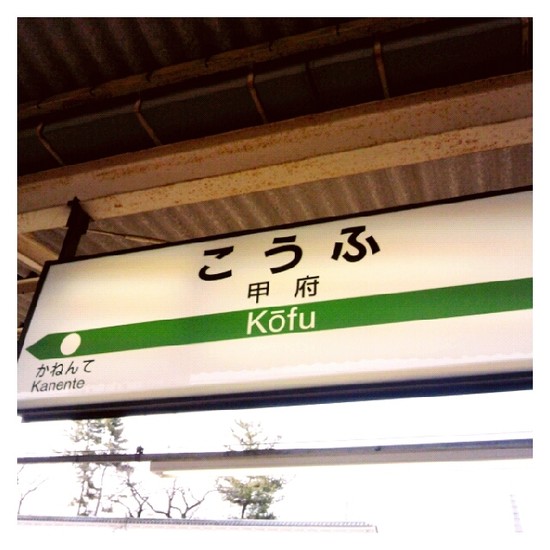 こうふ
甲府
Kōfu
かねんて
Kanente